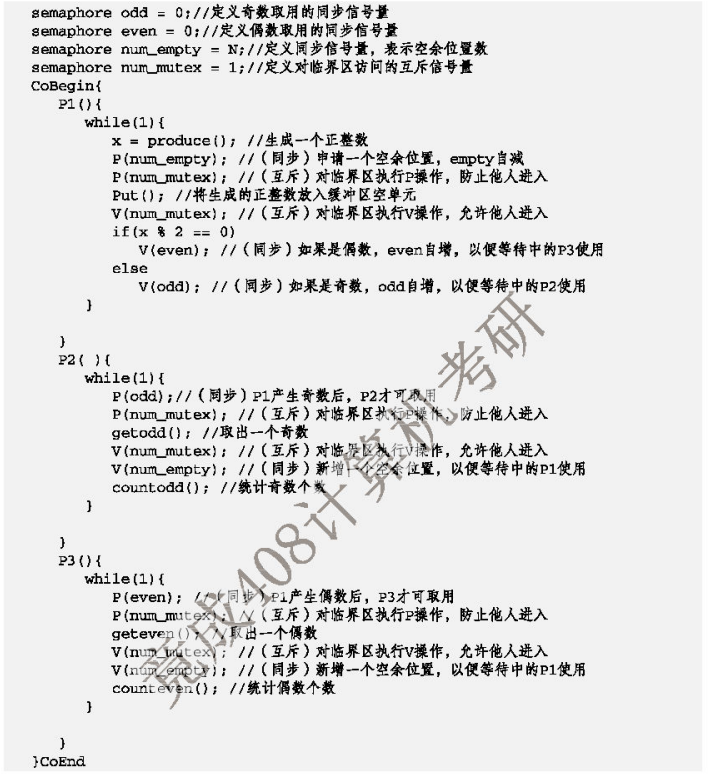 semaphore odd = 0;//定义奇数取用的同步信号量
semaphore even = 0;//定义偶数取用的同步信号量
semaphore num_empty = N;//定义同步信号量，表示空余位置数
semaphore num_mutex = 1;//定义对临界区访问的互斥信号量
CoBegin{
P1(){
while(1){
x = produce(); //生成一个正整数
P(num_empty); //（同步）申请一个空余位置，empty自减
P(num_mutex); //（互斥）对临界区执行P操作，防止他人进入
Put(); //将生成的正整数放入缓冲区空单元
V(num_mutex); //（互斥）对临界区执行V操作，允许他人进入
if(x % 2 == 0)
V(even); //（同步）如果是偶数，even自增，以便等待中的P3使用
else
V(odd); //（同步）如果是奇数，odd自增，以便等待中的P2使用
}
}
P2( ){
while(1){
P(odd);//（同步）P1产生奇数后，P2才可取用
P(num_mutex); //（互斥）对临界区执行P操作，防止他人进入
getodd(); //取出一个奇数
V(num_mutex); //（互斥）对临界区执行V操作，允许他人进入
V(num_empty); //（同步）新增一个空余位置，以便等待中的P1使用
countodd(); //统计奇数个数
}
}
P3(){
while(1){
P(even); //（同步）P1产生偶数后，P3才可取用
P(num_mutex); //（互斥）对临界区执行P操作，防止他人进入
geteven(); //取出一个偶数
V(num_mutex); //（互斥）对临界区执行V操作，允许他人进入
V(num_empty); //（同步）新增一个空余位置，以便等待中的P1使用
counteven(); //统计偶数个数
}
}
}CoEnd
竟成408计算机考研